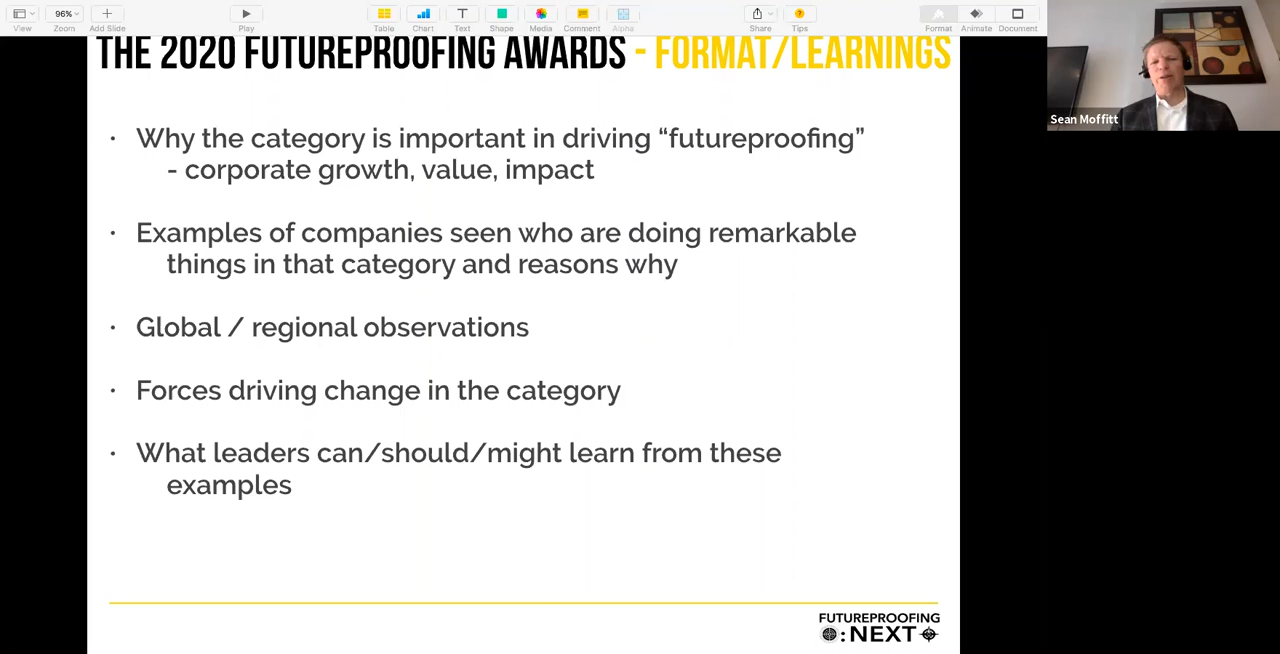 View
96%
Zoom
Add Slide
Play
Table
Chart
Text
Shape
Media
Comment
Alpha
Share
Tips
Format
Animate
Document
THE 2020 FUTUREPROOFING AWARDS - FORMAT/LEARNINGS
Sean Moffitt
· Why the category is important in driving “futureproofing”
- corporate growth, value, impact
· Examples of companies seen who are doing remarkable
things in that category and reasons why
· Global / regional observations
· Forces driving change in the category
· What leaders can/should/might learn from these
examples
FUTUREPROOFING
:NEXT